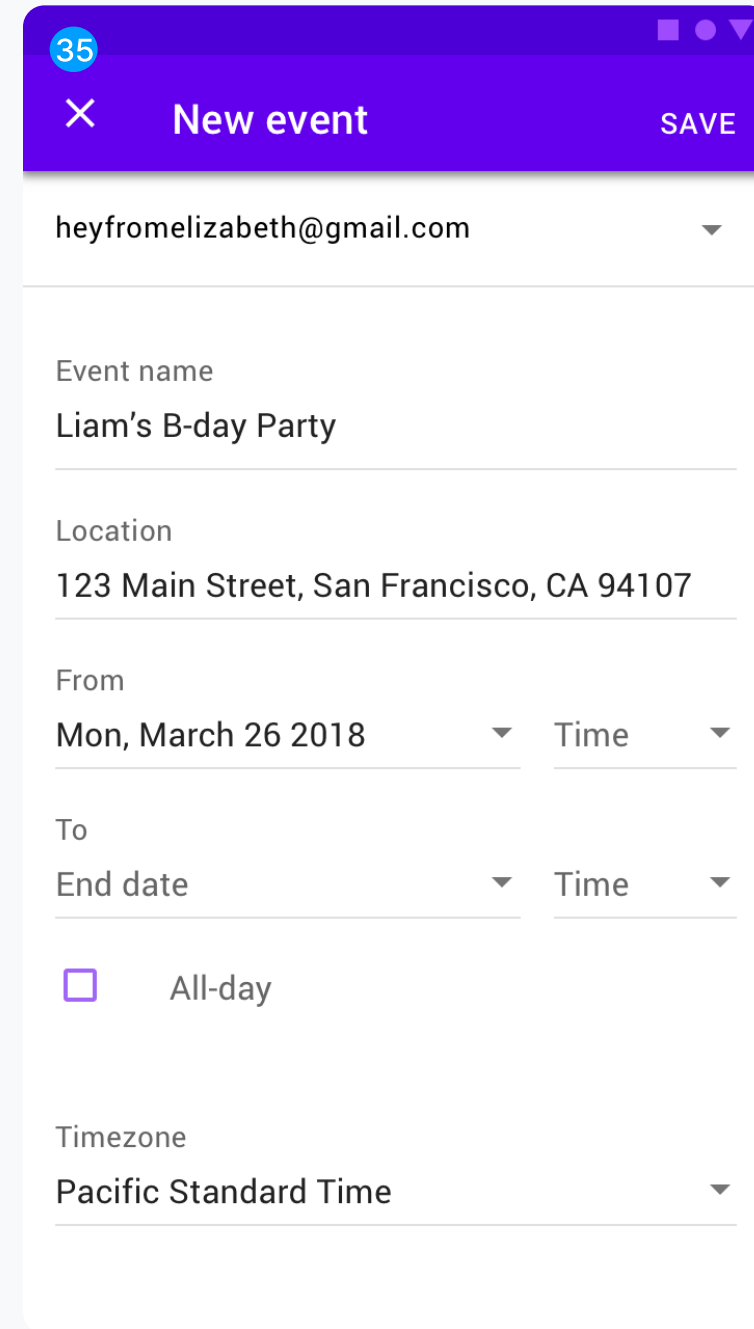 35
New event
SAVE
heyfromelizabeth@gmail.com
Event name
Liam’s B-day Party
Location
123 Main Street, San Francisco, CA 94107
From
Mon, March 26 2018 Time
To
End date Time
All-day
Timezone
Pacific Standard Time